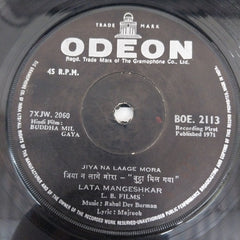 TRADE MARK
ODEON
Regd. Trade Mark of The Gramophone Co., Ltd.
45 R.P.M.
7XJW. 2060
Hindi Film:
BUDDHA MIL
GAYA
BOE. 2113
Recording First
Published 1971
JIYA NA LAAGE MORA
जिया न लागे मोरा - "बुड्ढा मिल गया"
LATA MANGESHKAR
L. B. FILMS
Music: Rahul Dev Burman
Lyric: Majrooh